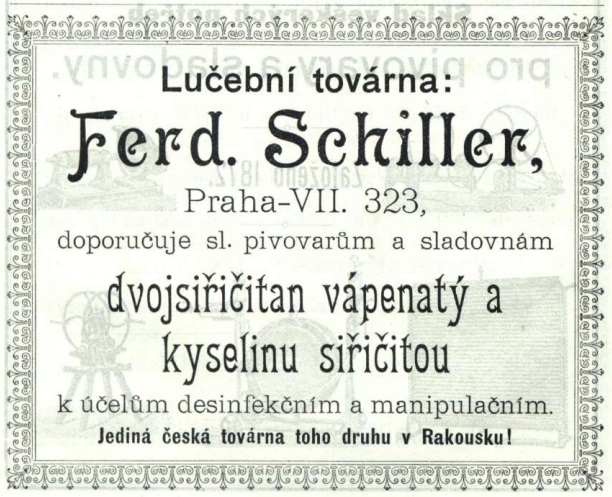 Lučební továrna:
Ferd. Schiller,
Praha-VII. 323,
doporučuje sl. pivovarům a sladovnám
dvojsiřičitan vápenatý a
kyselinu siřičitou
k účelům desinfekčním a manipulačním.
Jediná česká továrna toho druhu v Rakousku!